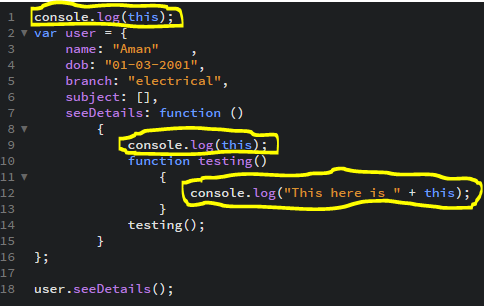 1 console.log(this);
2 var user = {
3 name: "Aman" ,
4 dob: "01-03-2001",
5 branch: "electrical",
6 subject: [],
7 seeDetails: function ()
8 {
9 console.log(this);
10 function testing()
11 {
12 console.log("This here is " + this);
13 }
14 testing();
15 }
16 };
17
18 user.seeDetails();